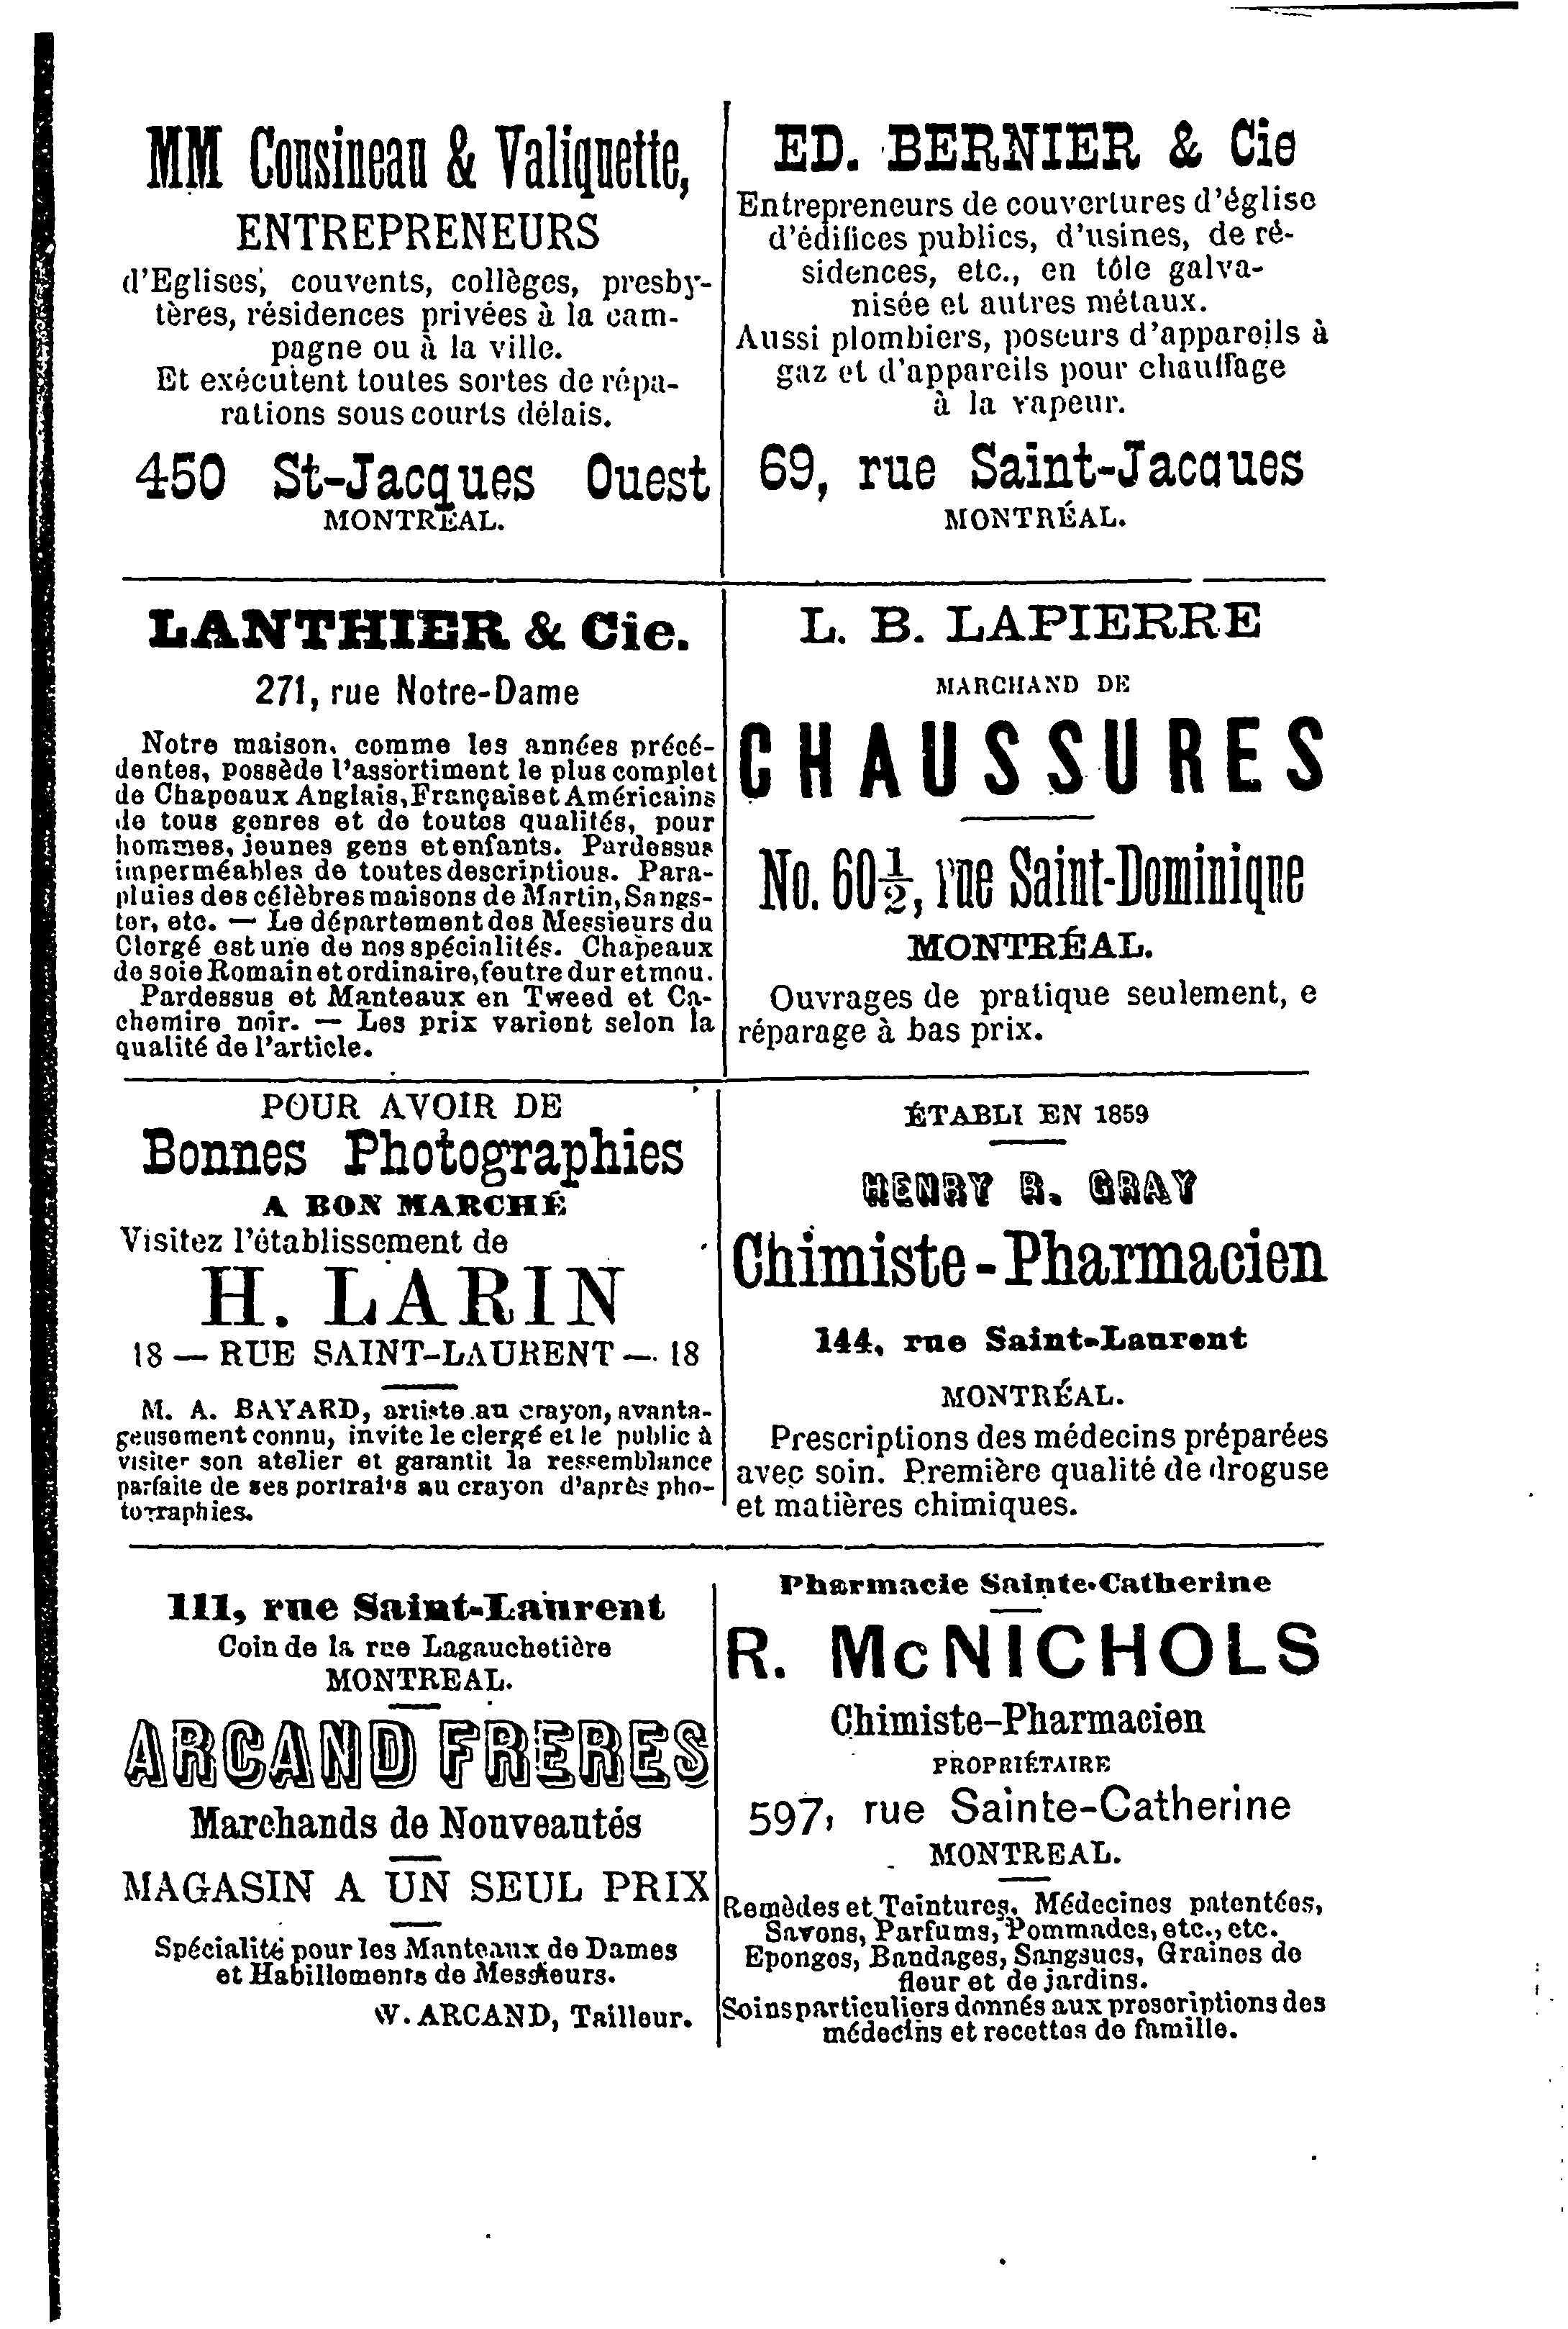 MM Cousineau & Valiquette,
ENTREPRENEURS
d'Eglises, couvents, collèges, presby-
tères, résidences privées à la cam-
pagne ou à la ville.
Et exécutent toutes sortes de répa-
rations sous courts délais.
450 St-Jacques Ouest
MONTREAL.
ED. BERNIER & Cie
Entrepreneurs de couvertures d'église
d'édifices publics, d'usines, de ré-
sidences, etc., en tôle galva-
nisée et autres métaux.
Aussi plombiers, poseurs d'appareils à
gaz et d'appareils pour chauffage
à la vapeur.
69, rue Saint-Jacques
MONTRÉAL.
LANTHIER & Cie.
271, rue Notre-Dame
Notre maison, comme les années précé-
dentes, possède l'assortiment le plus complet
de Chapeaux Anglais, Français et Américains
de tous genres et de toutes qualités, pour
hommes, jeunes gens et enfants. Pardessus
imperméables de toutes descriptious. Para-
pluies des célèbres maisons de Martin, Sangs-
ter, etc. — Le département des Messieurs du
Clergé est une de nos spécialités. Chapeaux
de soie Romain et ordinaire, feutre dur et mou.
Pardessus et Manteaux en Tweed et Ca-
chemire noir. — Les prix varient selon la
qualité de l'article.
L. B. LAPIERRE
MARCHAND DE
CHAUSSURES
No. 60½, rue Saint-Dominique
MONTRÉAL.
Ouvrages de pratique seulement, e
réparage à bas prix.
POUR AVOIR DE
Bonnes Photographies
A BON MARCHÉ
Visitez l'établissement de
H. LARIN
18 — RUE SAINT-LAURENT — 18
M. A. BAYARD, artiste au crayon, avanta-
geusement connu, invite le clergé et le public à
visiter son atelier et garantit la ressemblance
parfaite de ses portraits au crayon d'après pho-
tographies.
ÉTABLI EN 1859
HENRY R. GRAY
Chimiste-Pharmacien
144, rue Saint-Laurent
MONTRÉAL.
Prescriptions des médecins préparées
avec soin. Première qualité de droguse
et matières chimiques.
111, rue Saint-Laurent
Coin de la rue Lagauchetière
MONTREAL.
ARCAND FRERES
Marchands de Nouveautés
MAGASIN A UN SEUL PRIX
Spécialité pour les Manteaux de Dames
et Habillements de Messieurs.
W. ARCAND, Tailleur.
Pharmacie Sainte-Catherine
R. McNICHOLS
Chimiste-Pharmacien
PROPRIÉTAIRE
597, rue Sainte-Catherine
MONTREAL.
Remèdes et Teintures, Médecines patentées,
Savons, Parfums, Pommades, etc., etc.
Eponges, Bandages, Sangsues, Graines de
fleur et de jardins.
Soins particuliers donnés aux prescriptions des
médecins et recettes de famille.